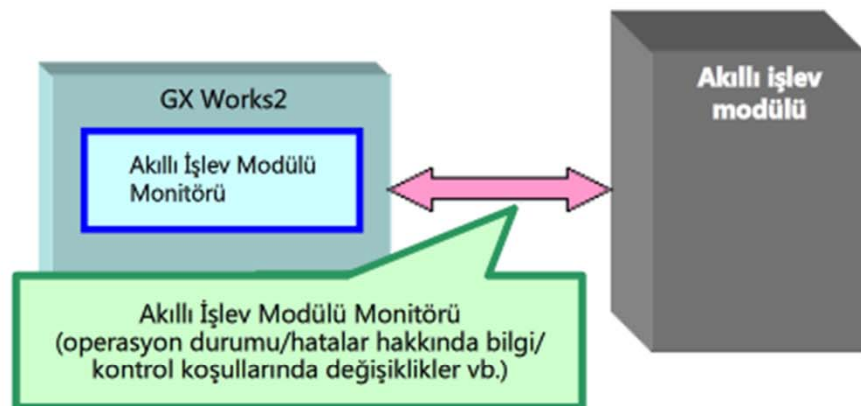 GX Works2
Akıllı İşlev Modülü
Monitörü
Akıllı işlev
modülü
Akıllı İşlev Modülü Monitörü
(operasyon durumu/hatalar hakkında bilgi/
kontrol koşullarında değişiklikler vb.)